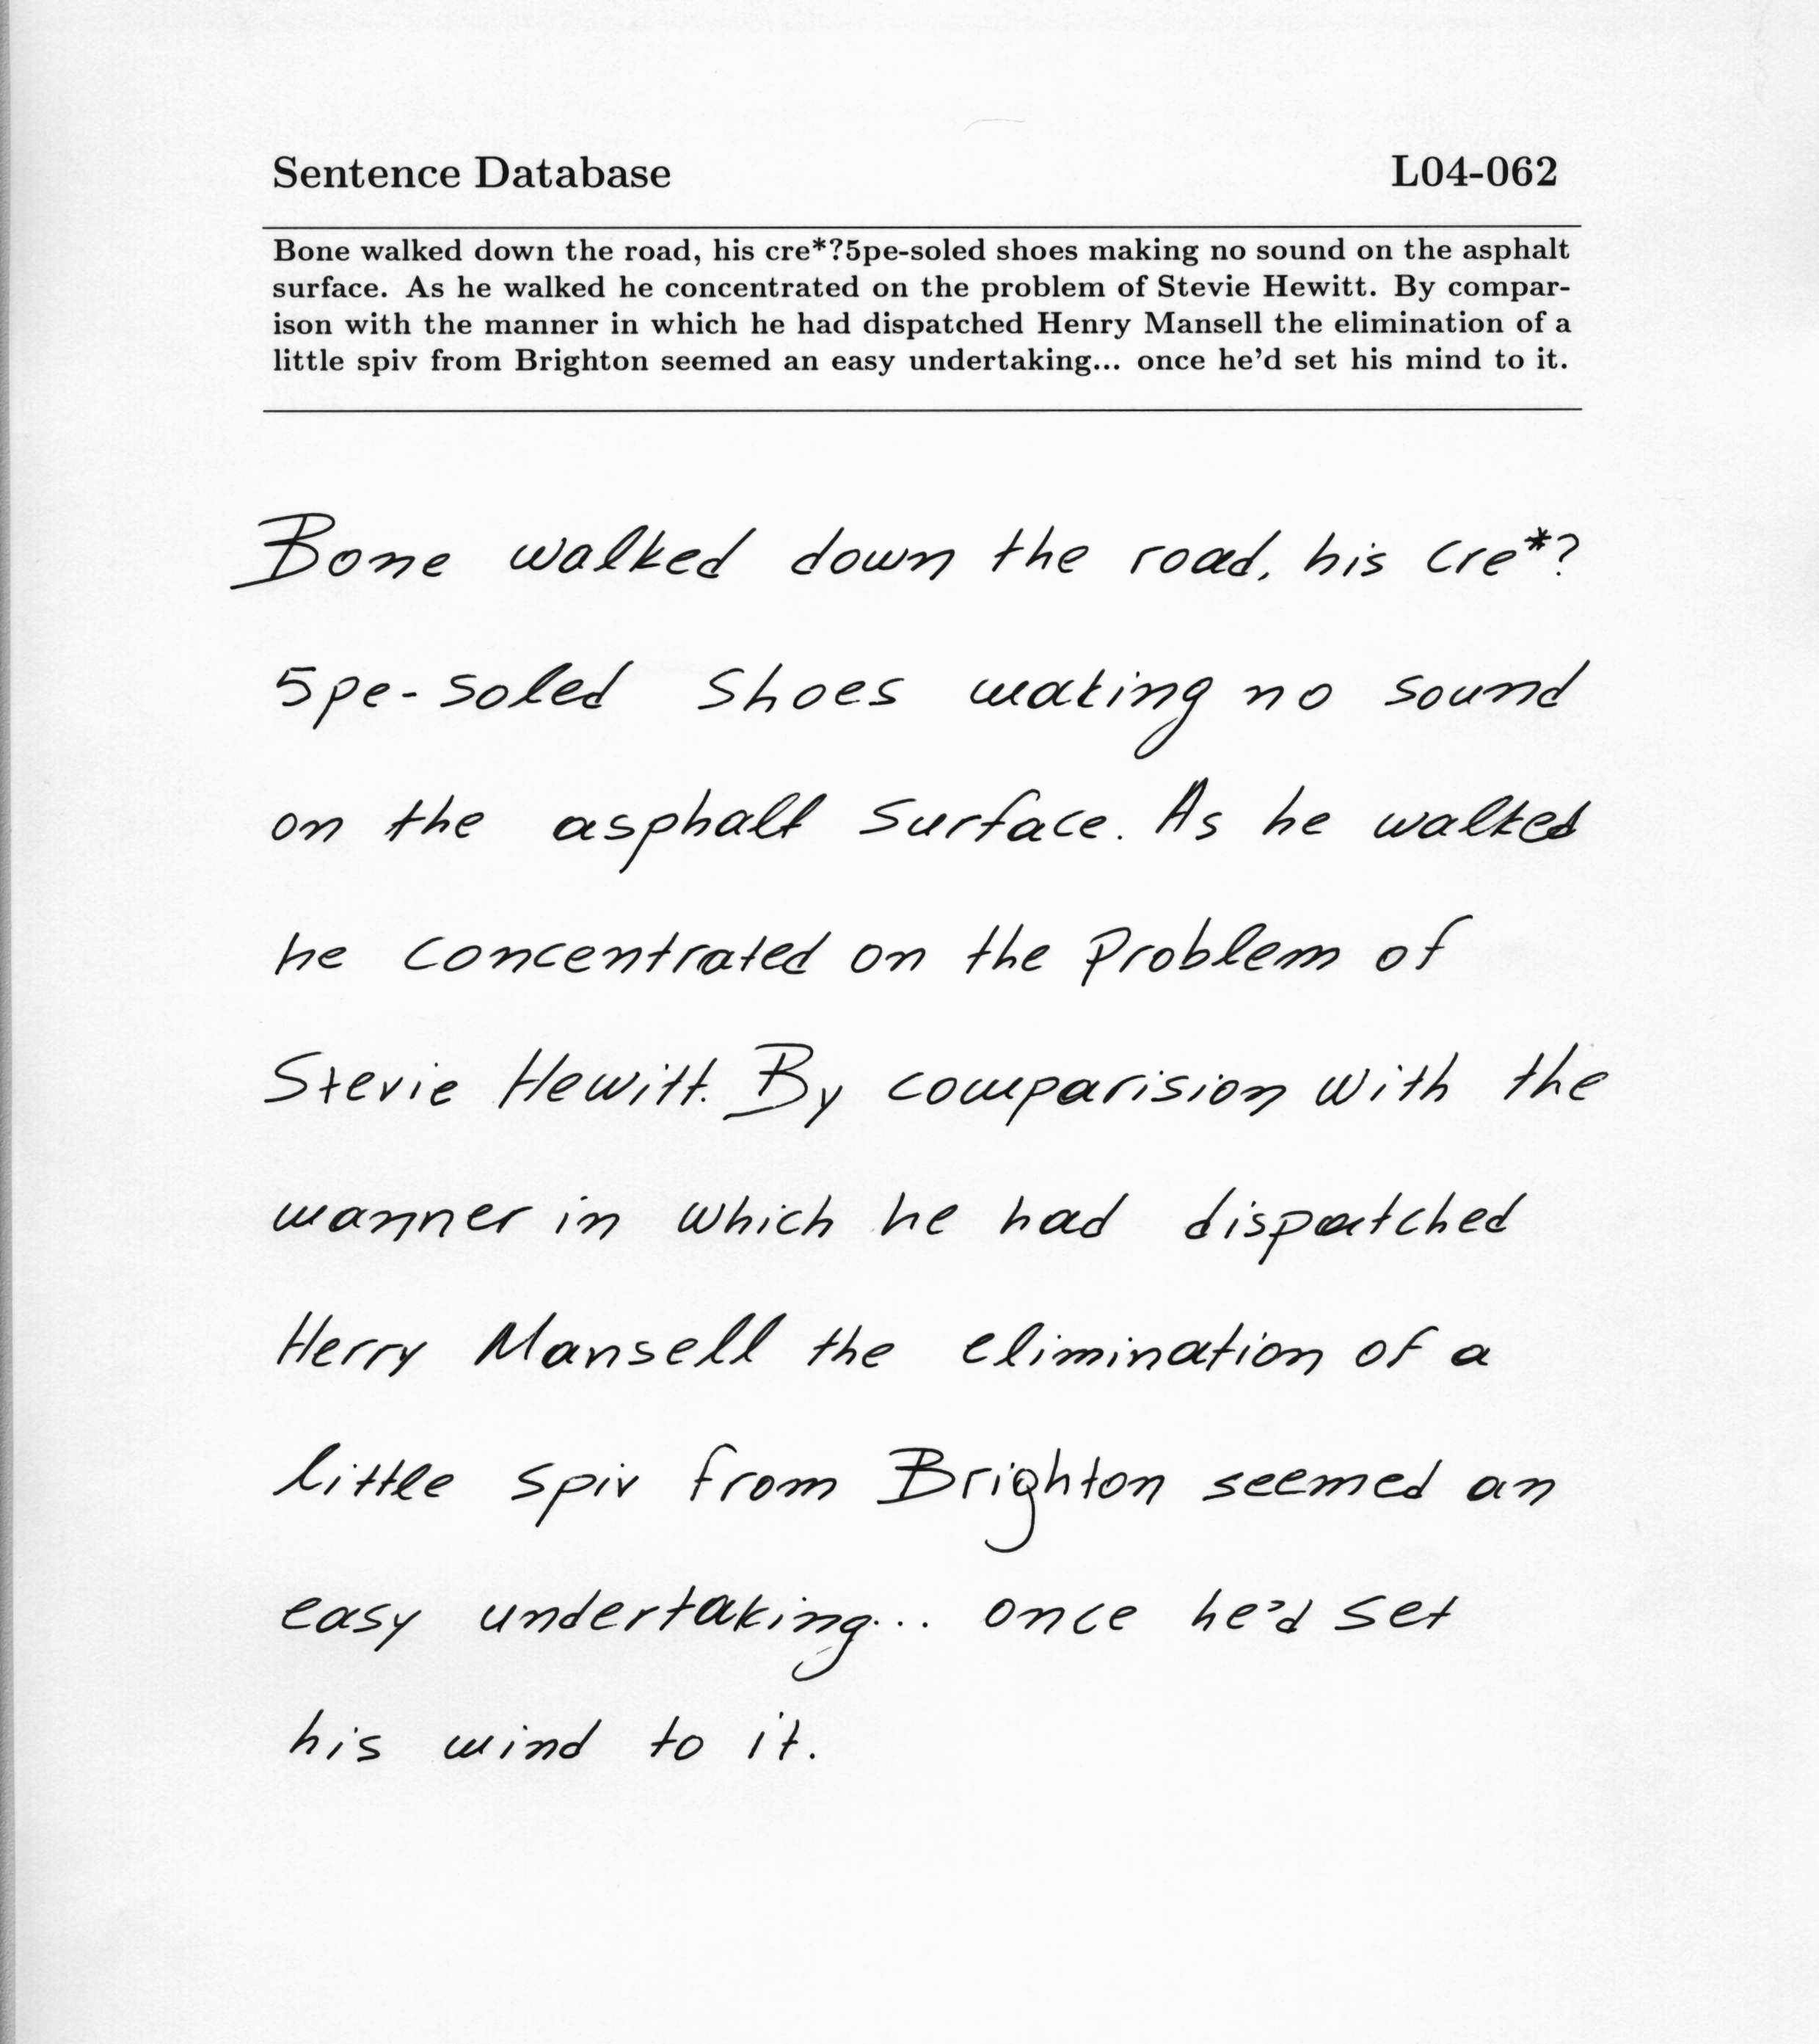 Sentence Database L04-062
Bone walked down the road, his cre*?5pe-soled shoes making no sound on the asphalt
surface. As he walked he concentrated on the problem of Stevie Hewitt. By compar-
ison with the manner in which he had dispatched Henry Mansell the elimination of a
little spiv from Brighton seemed an easy undertaking... once he'd set his mind to it.
Bone walked down the road, his cre*?
5pe-soled shoes making no sound
on the asphalt surface. As he walked
he concentrated on the problem of
Stevie Hewitt. By comparision with the
manner in which he had dispatched
Herry Mansell the elimination of a
little spiv from Brighton seemed an
easy undertaking... once he'd set
his mind to it.